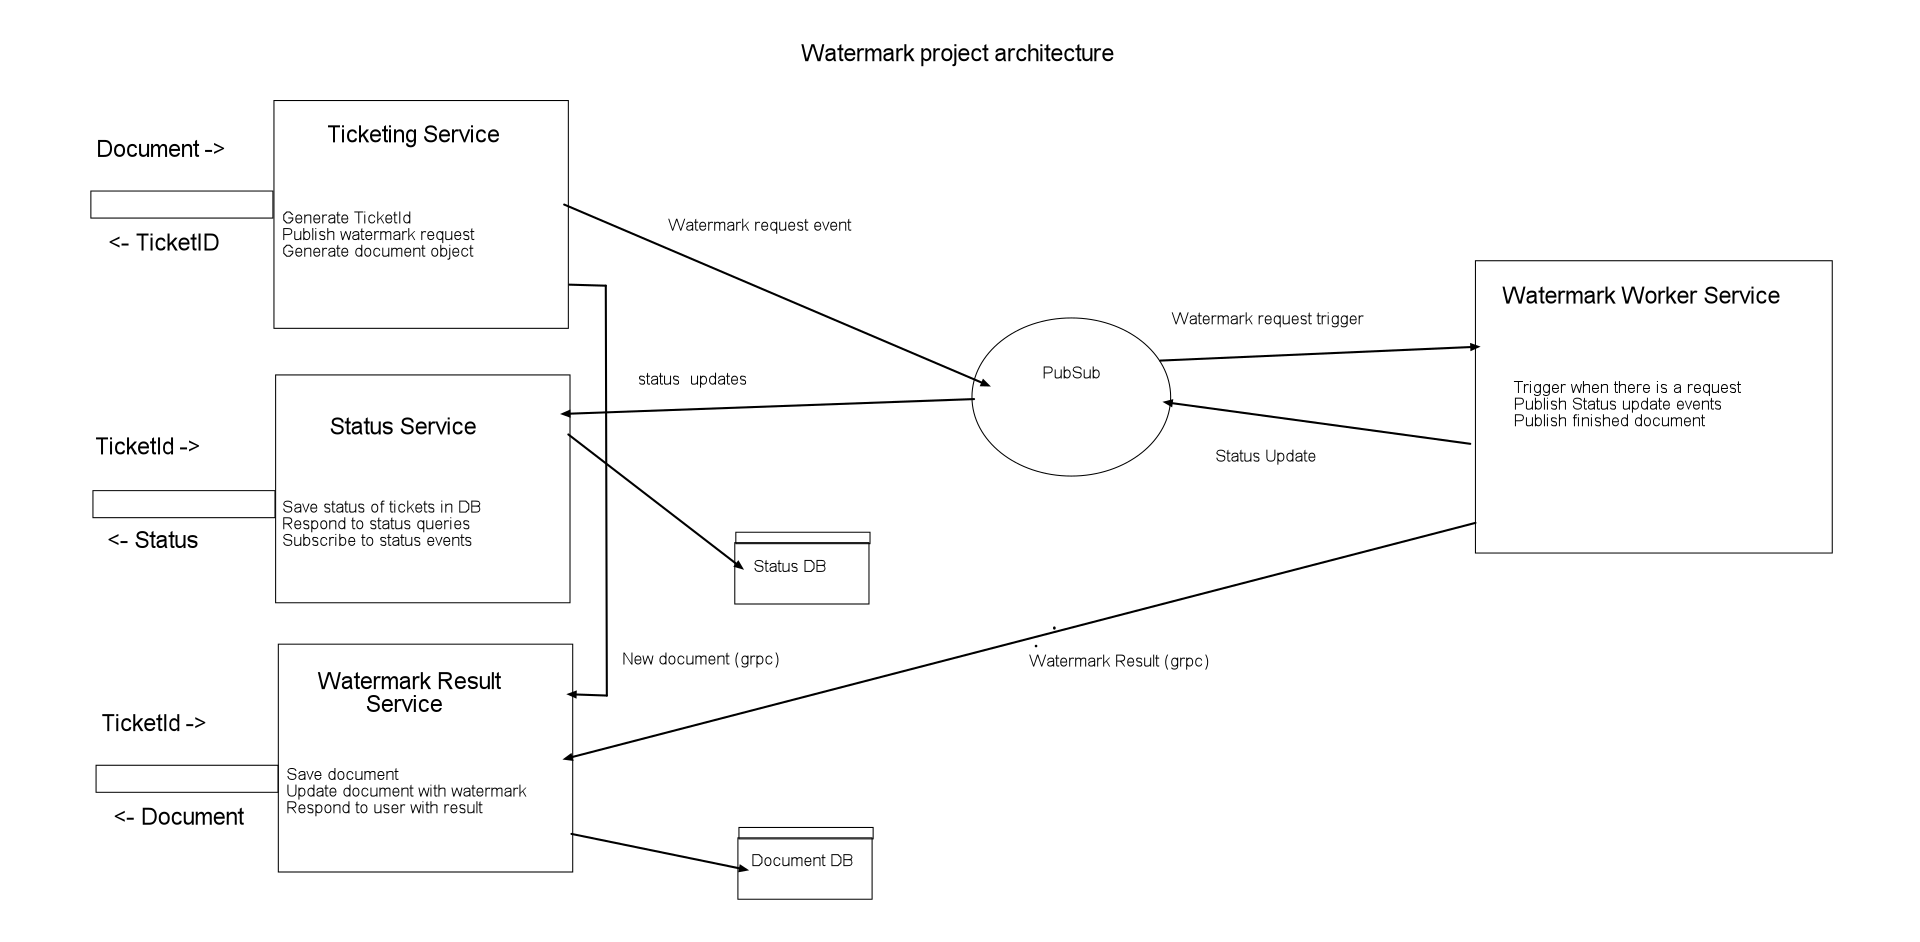 Watermark project architecture
Ticketing Service
Document ->
<- TicketID
Generate TicketId
Publish watermark request
Generate document object
Watermark request event
Watermark Worker Service
Watermark request trigger
PubSub
status  updates
Trigger when there is a request
Publish Status update events
Publish finished document
Status Update
Status Service
TicketId ->
<- Status
Save status of tickets in DB
Respond to status queries
Subscribe to status events
Status DB
New document (grpc)
Watermark Result (grpc)
Watermark Result
Service
TicketId ->
<- Document
Save document
Update document with watermark
Respond to user with result
Document DB